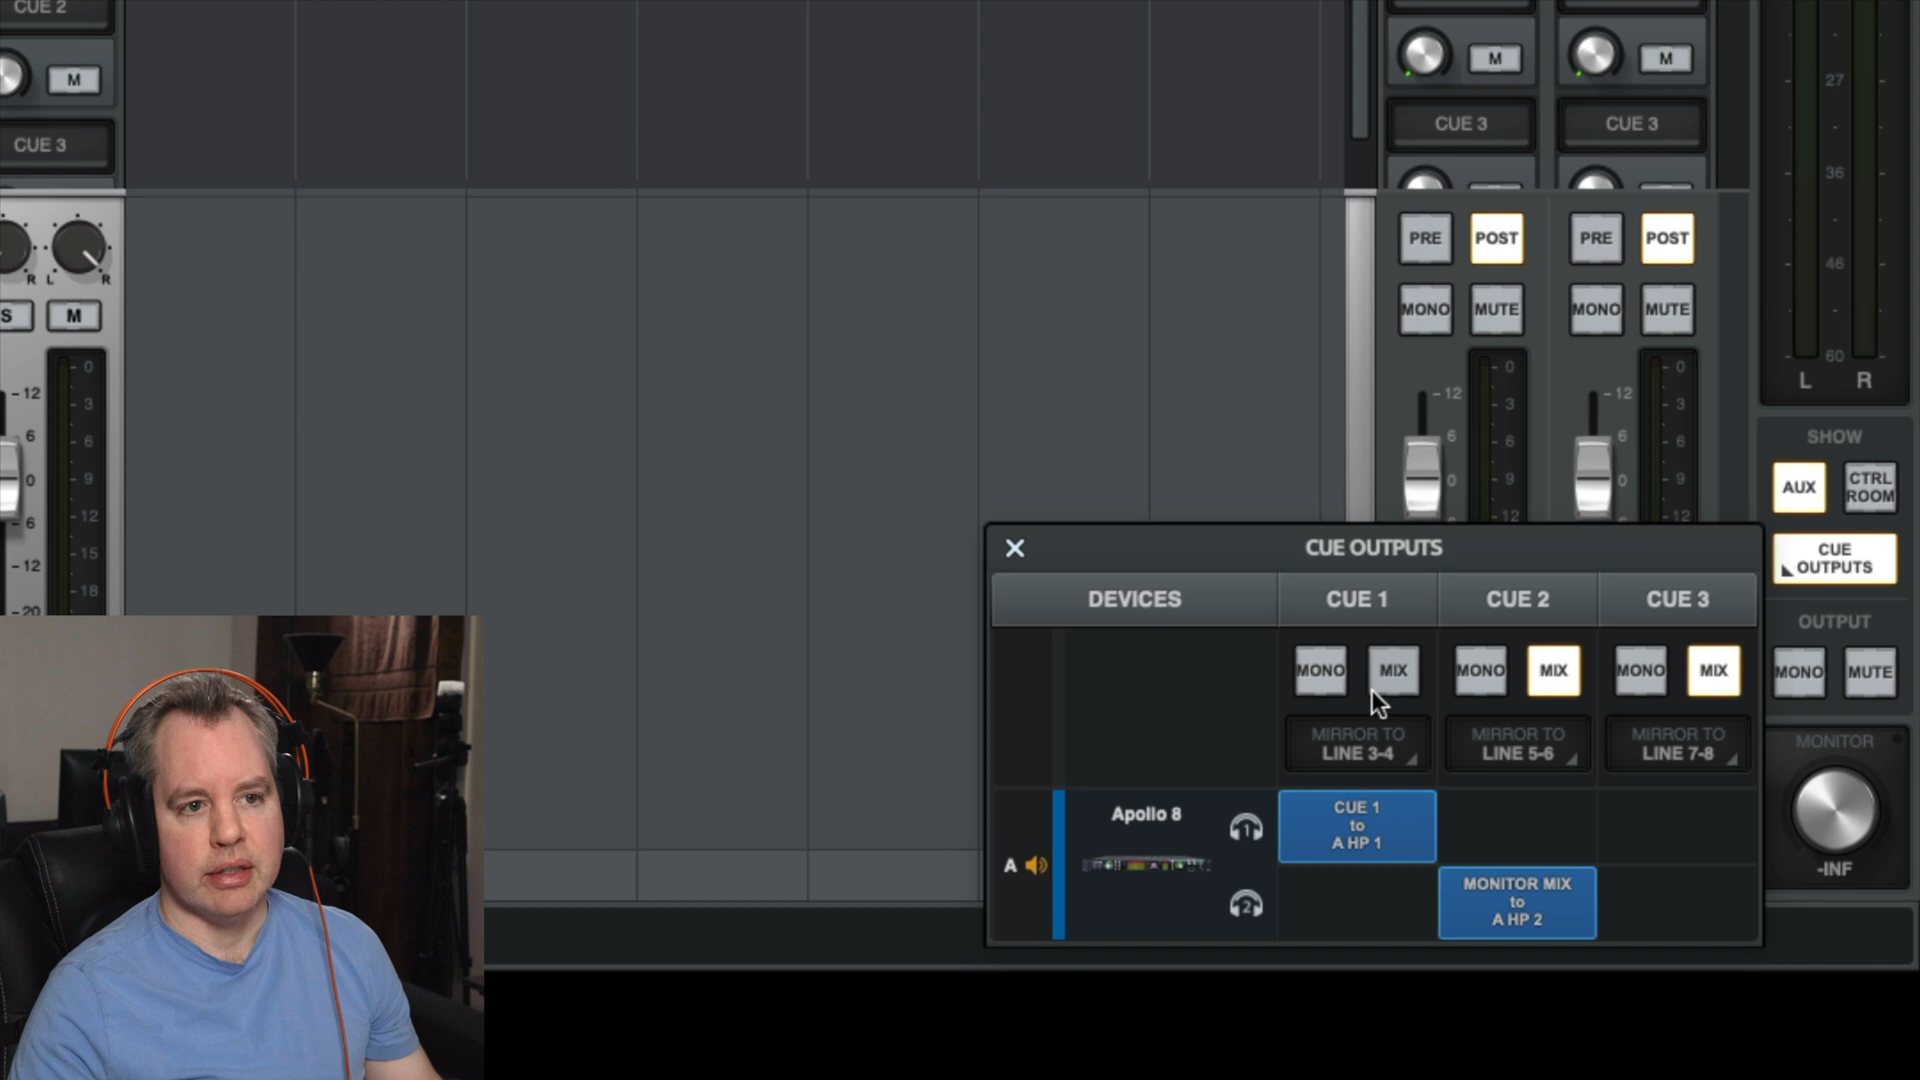 CUE 2
M
CUE 3
R
L
R
S
M
12
6
0
6
12
20
0
3
6
9
12
15
18
M
M
CUE 3
CUE 3
PRE
POST
PRE
POST
MONO
MUTE
MONO
MUTE
12
6
0
0
3
6
9
12
12
6
0
0
3
6
9
12
27
36
46
60
L
R
SHOW
AUX
CTRL
ROOM
CUE
OUTPUTS
OUTPUT
MONO
MUTE
MONITOR
-INF
CUE OUTPUTS
DEVICES
CUE 1
CUE 2
CUE 3
MONO
MIX
MONO
MIX
MONO
MIX
MIRROR TO
LINE 3-4
MIRROR TO
LINE 5-6
MIRROR TO
LINE 7-8
A
Apollo 8
1
2
CUE 1
to
A HP 1
MONITOR MIX
to
A HP 2